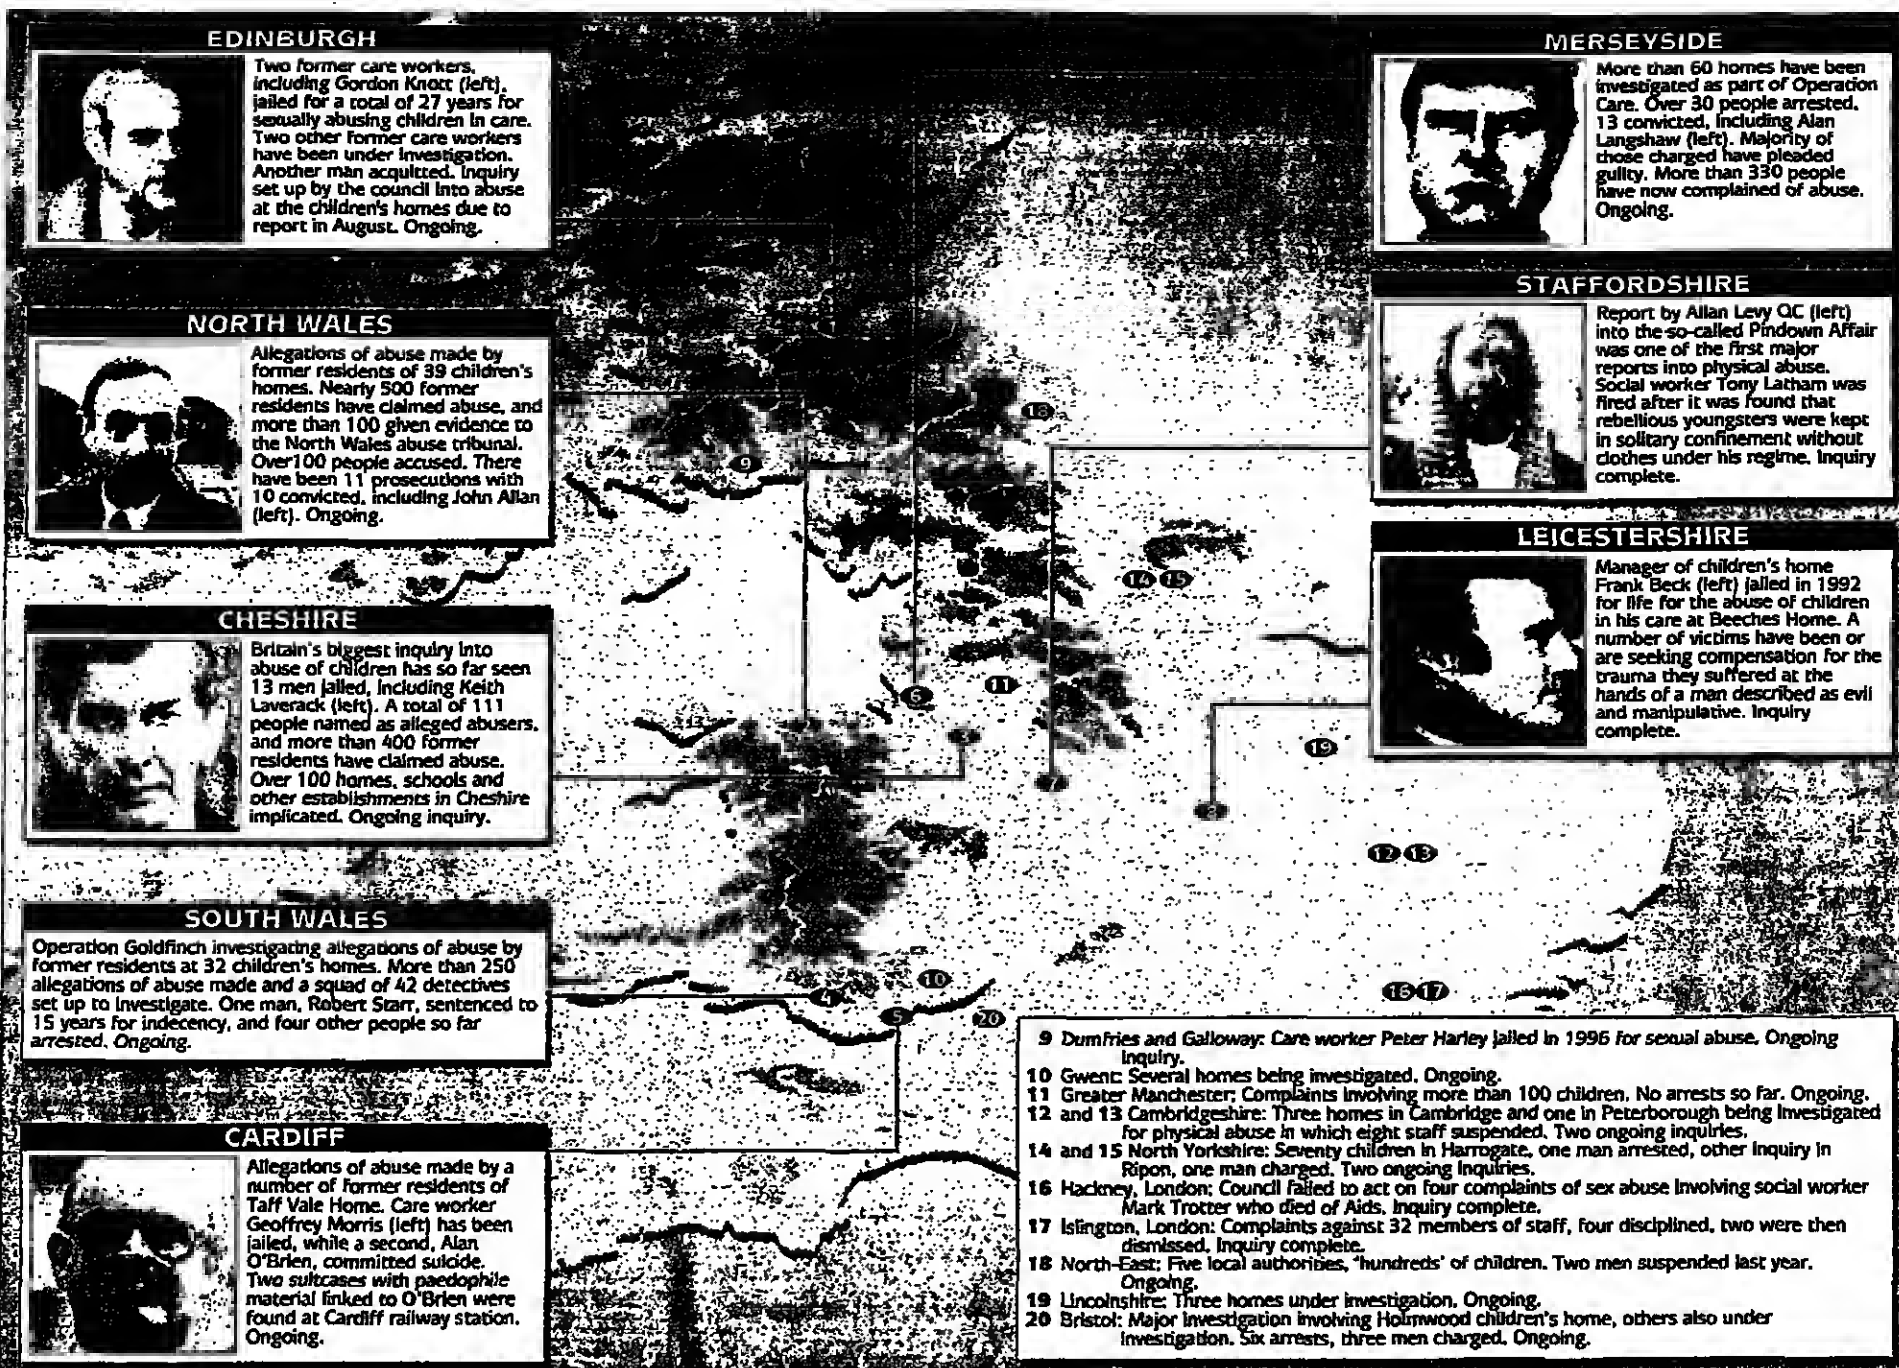 EDINBURGH
Two former care workers,
including Gordon Knott (left),
jailed for a total of 27 years for
sexually abusing children in care.
Two other former care workers
have been under investigation.
Another man acquitted. Inquiry
set up by the council into abuse
at the children's homes due to
report in August. Ongoing.
NORTH WALES
Allegations of abuse made by
former residents of 39 children's
homes. Nearly 500 former
residents have claimed abuse, and
more than 100 given evidence to
the North Wales abuse tribunal.
Over100 people accused. There
have been 11 prosecutions with
10 convicted, including John Allan
(left). Ongoing.
CHESHIRE
Britain's biggest inquiry into
abuse of children has so far seen
13 men jailed, including Keith
Laverack (left). A total of 111
people named as alleged abusers,
and more than 400 former
residents have claimed abuse.
Over 100 homes, schools and
other establishments in Cheshire
implicated. Ongoing inquiry.
SOUTH WALES
Operation Goldfinch investigating allegations of abuse by
former residents at 32 children's homes. More than 250
allegations of abuse made and a squad of 42 detectives
set up to investigate. One man, Robert Starr, sentenced to
15 years for indecency, and four other people so far
arrested. Ongoing.
CARDIFF
Allegations of abuse made by a
number of former residents of
Taff Vale Home. Care worker
Geoffrey Morris (left) has been
jailed, while a second, Alan
O'Brien, committed suicide.
Two suitcases with paedophile
material linked to O'Brien were
found at Cardiff railway station.
Ongoing.
MERSEYSIDE
More than 60 homes have been
investigated as part of Operation
Care. Over 30 people arrested,
13 convicted, including Alan
Langshaw (left). Majority of
those charged have pleaded
guilty. More than 330 people
have now complained of abuse.
Ongoing.
STAFFORDSHIRE
Report by Allan Levy QC (left)
into the so-called Pindown Affair
was one of the first major
reports into physical abuse.
Social worker Tony Latham was
fired after it was found that
rebellious youngsters were kept
in solitary confinement without
clothes under his regime. Inquiry
complete.
LEICESTERSHIRE
Manager of children's home
Frank Beck (left) jailed in 1992
for life for the abuse of children
in his care at Beeches Home. A
number of victims have been or
are seeking compensation for the
trauma they suffered at the
hands of a man described as evil
and manipulative. Inquiry
complete.
18
9
14 15
6
11
3
19
7
8
12 13
10
4
16 17
5
20
9 Dumfries and Galloway: Care worker Peter Harley jailed in 1996 for sexual abuse. Ongoing
inquiry.
10 Gwent: Several homes being investigated. Ongoing.
11 Greater Manchester: Complaints involving more than 100 children. No arrests so far. Ongoing.
12 and 13 Cambridgeshire: Three homes in Cambridge and one in Peterborough being investigated
for physical abuse in which eight staff suspended. Two ongoing inquiries.
14 and 15 North Yorkshire: Seventy children in Harrogate, one man arrested, other inquiry in
Ripon, one man charged. Two ongoing inquiries.
16 Hackney, London: Council failed to act on four complaints of sex abuse involving social worker
Mark Trotter who died of Aids. Inquiry complete.
17 Islington, London: Complaints against 32 members of staff, four disciplined, two were then
dismissed. Inquiry complete.
18 North-East: Five local authorities, 'hundreds' of children. Two men suspended last year.
Ongoing.
19 Lincolnshire: Three homes under investigation. Ongoing.
20 Bristol: Major investigation involving Holmwood children's home, others also under
investigation. Six arrests, three men charged. Ongoing.